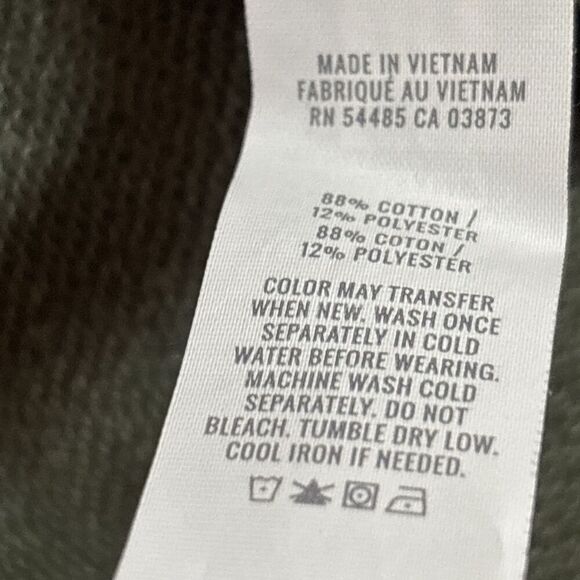 MADE IN VIETNAM
FABRIQUÉ AU VIETNAM
RN 54485 CA 03873
88% COTTON /
12% POLYESTER
88% COTON /
12% POLYESTER
COLOR MAY TRANSFER
WHEN NEW. WASH ONCE
SEPARATELY IN COLD
WATER BEFORE WEARING.
MACHINE WASH COLD
SEPARATELY. DO NOT
BLEACH. TUMBLE DRY LOW.
COOL IRON IF NEEDED.